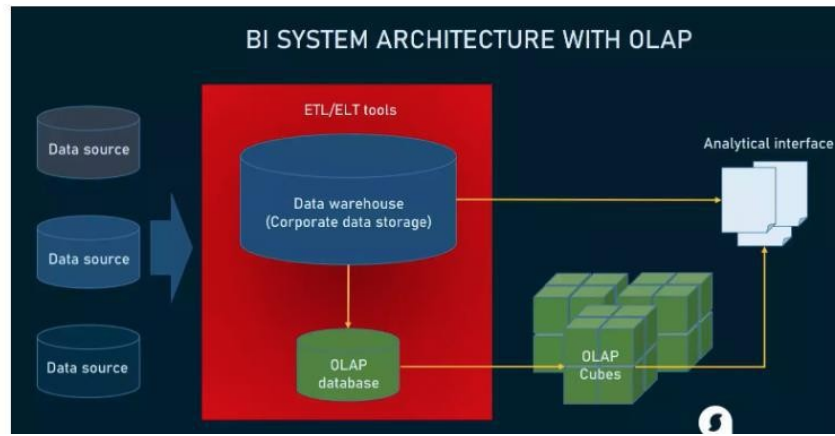 BI SYSTEM ARCHITECTURE WITH OLAP
ETL/ELT tools
Data source
Data source
Data source
Data warehouse
(Corporate data storage)
OLAP
database
OLAP
Cubes
Analytical interface